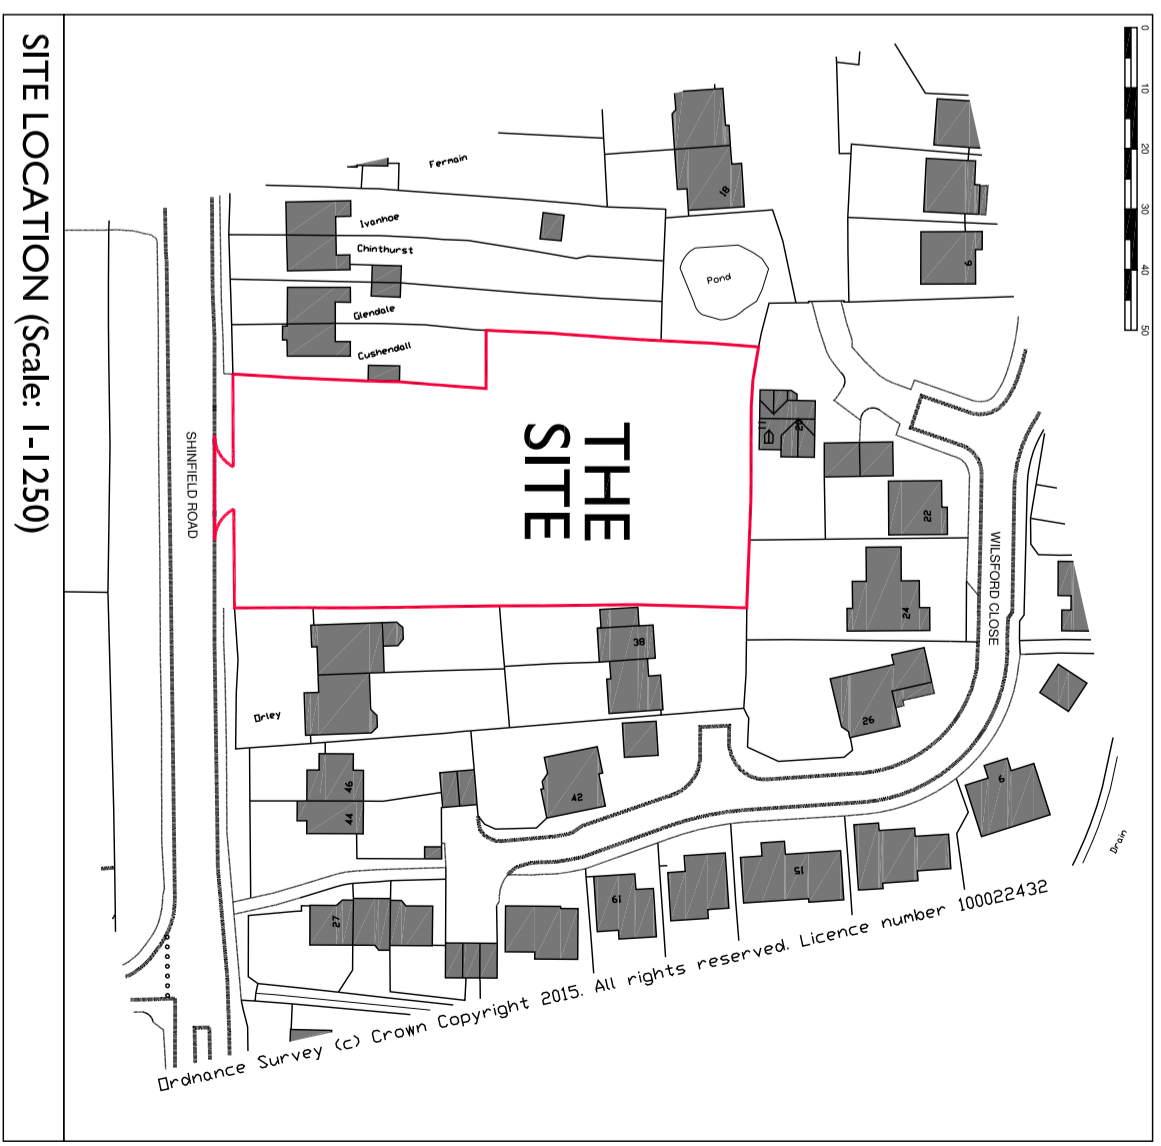 SITE LOCATION (Scale: 1-1250)
0 10 20 30 40 50
THE
SITE
SHINFIELD ROAD
WILSFORD CLOSE
Fermain
Ivanhoe
Chinthurst
Glendale
Cushendall
Pond
Orley
Drain
18
9
22
24
26
38
42
46
44
27
19
15
6
Ordnance Survey (c) Crown Copyright 2015. All rights reserved. Licence number 100022432